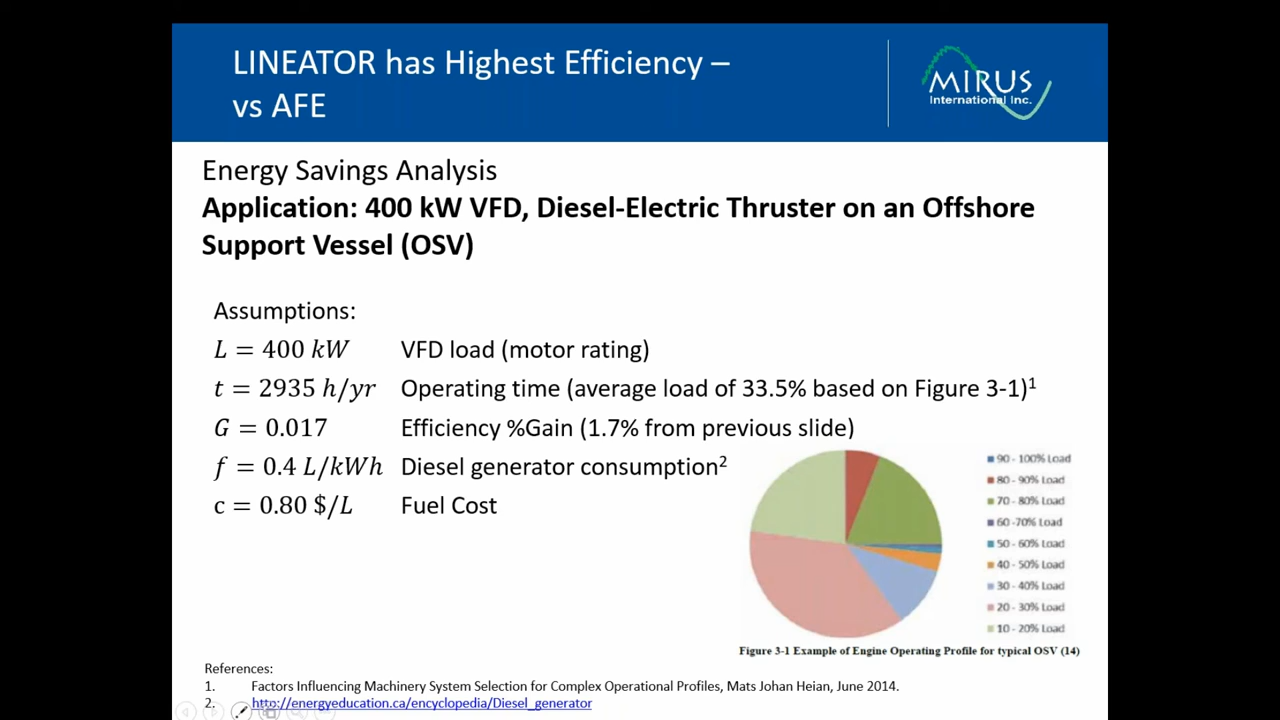 LINEATOR has Highest Efficiency –
vs AFE
MIRUS
International Inc.
Energy Savings Analysis
Application: 400 kW VFD, Diesel-Electric Thruster on an Offshore
Support Vessel (OSV)
Assumptions:
L = 400 kW VFD load (motor rating)
t = 2935 h/yr Operating time (average load of 33.5% based on Figure 3-1)¹
G = 0.017 Efficiency %Gain (1.7% from previous slide)
f = 0.4 L/kWh Diesel generator consumption²
c = 0.80 $/L Fuel Cost
90 - 100% Load
80 - 90% Load
70 - 80% Load
60 -70% Load
50 - 60% Load
40 - 50% Load
30 - 40% Load
20 - 30% Load
10 - 20% Load
Figure 3-1 Example of Engine Operating Profile for typical OSV (14)
References:
1. Factors Influencing Machinery System Selection for Complex Operational Profiles, Mats Johan Heian, June 2014.
2. http://energyeducation.ca/encyclopedia/Diesel_generator